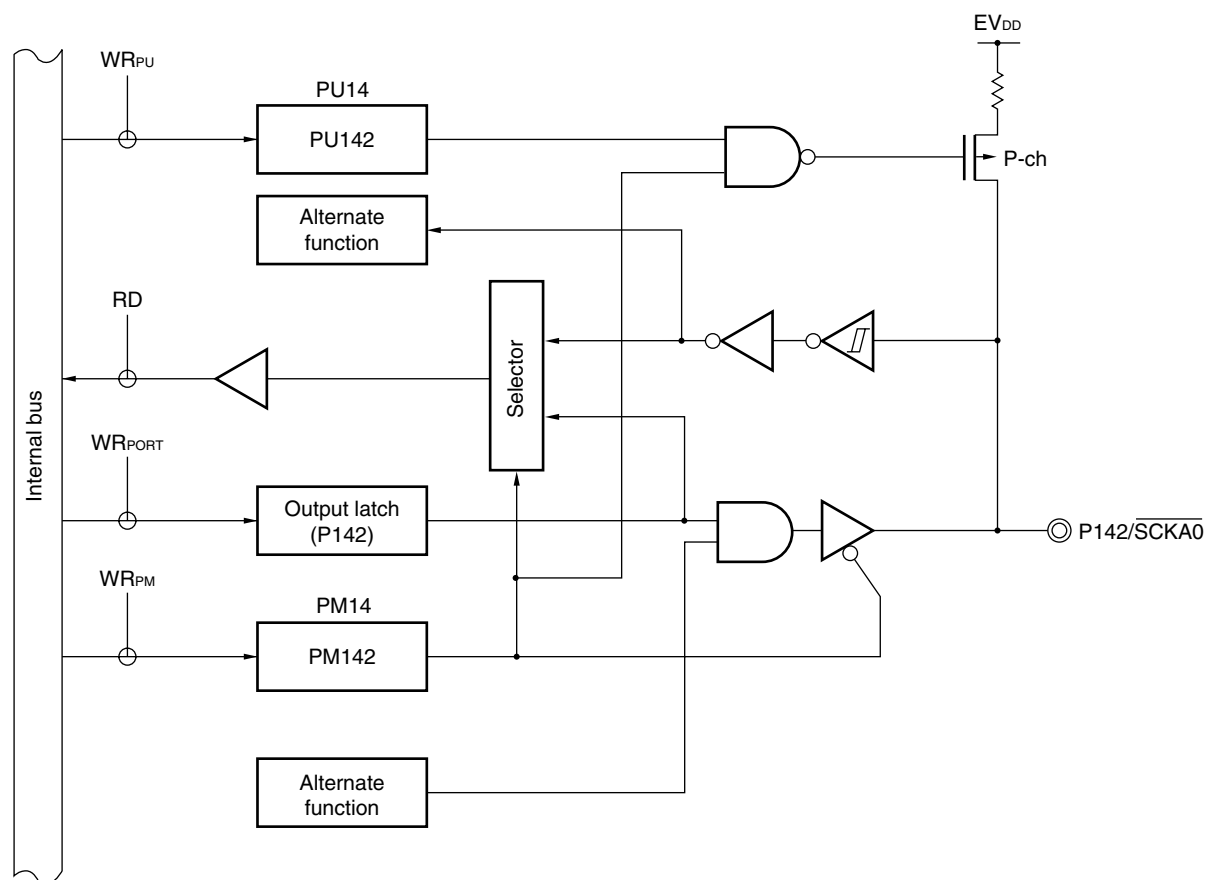 EVDD
WRPU
PU14
PU142
P-ch
Alternate
function
RD
Selector
Internal bus
WRPORT
Output latch
(P142)
P142/SCKA0
WRPM
PM14
PM142
Alternate
function